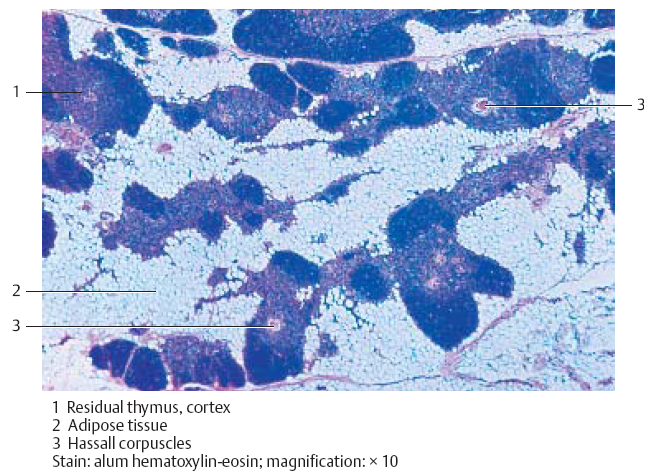 1
3
2
3
1 Residual thymus, cortex
2 Adipose tissue
3 Hassall corpuscles
Stain: alum hematoxylin-eosin; magnification: × 10